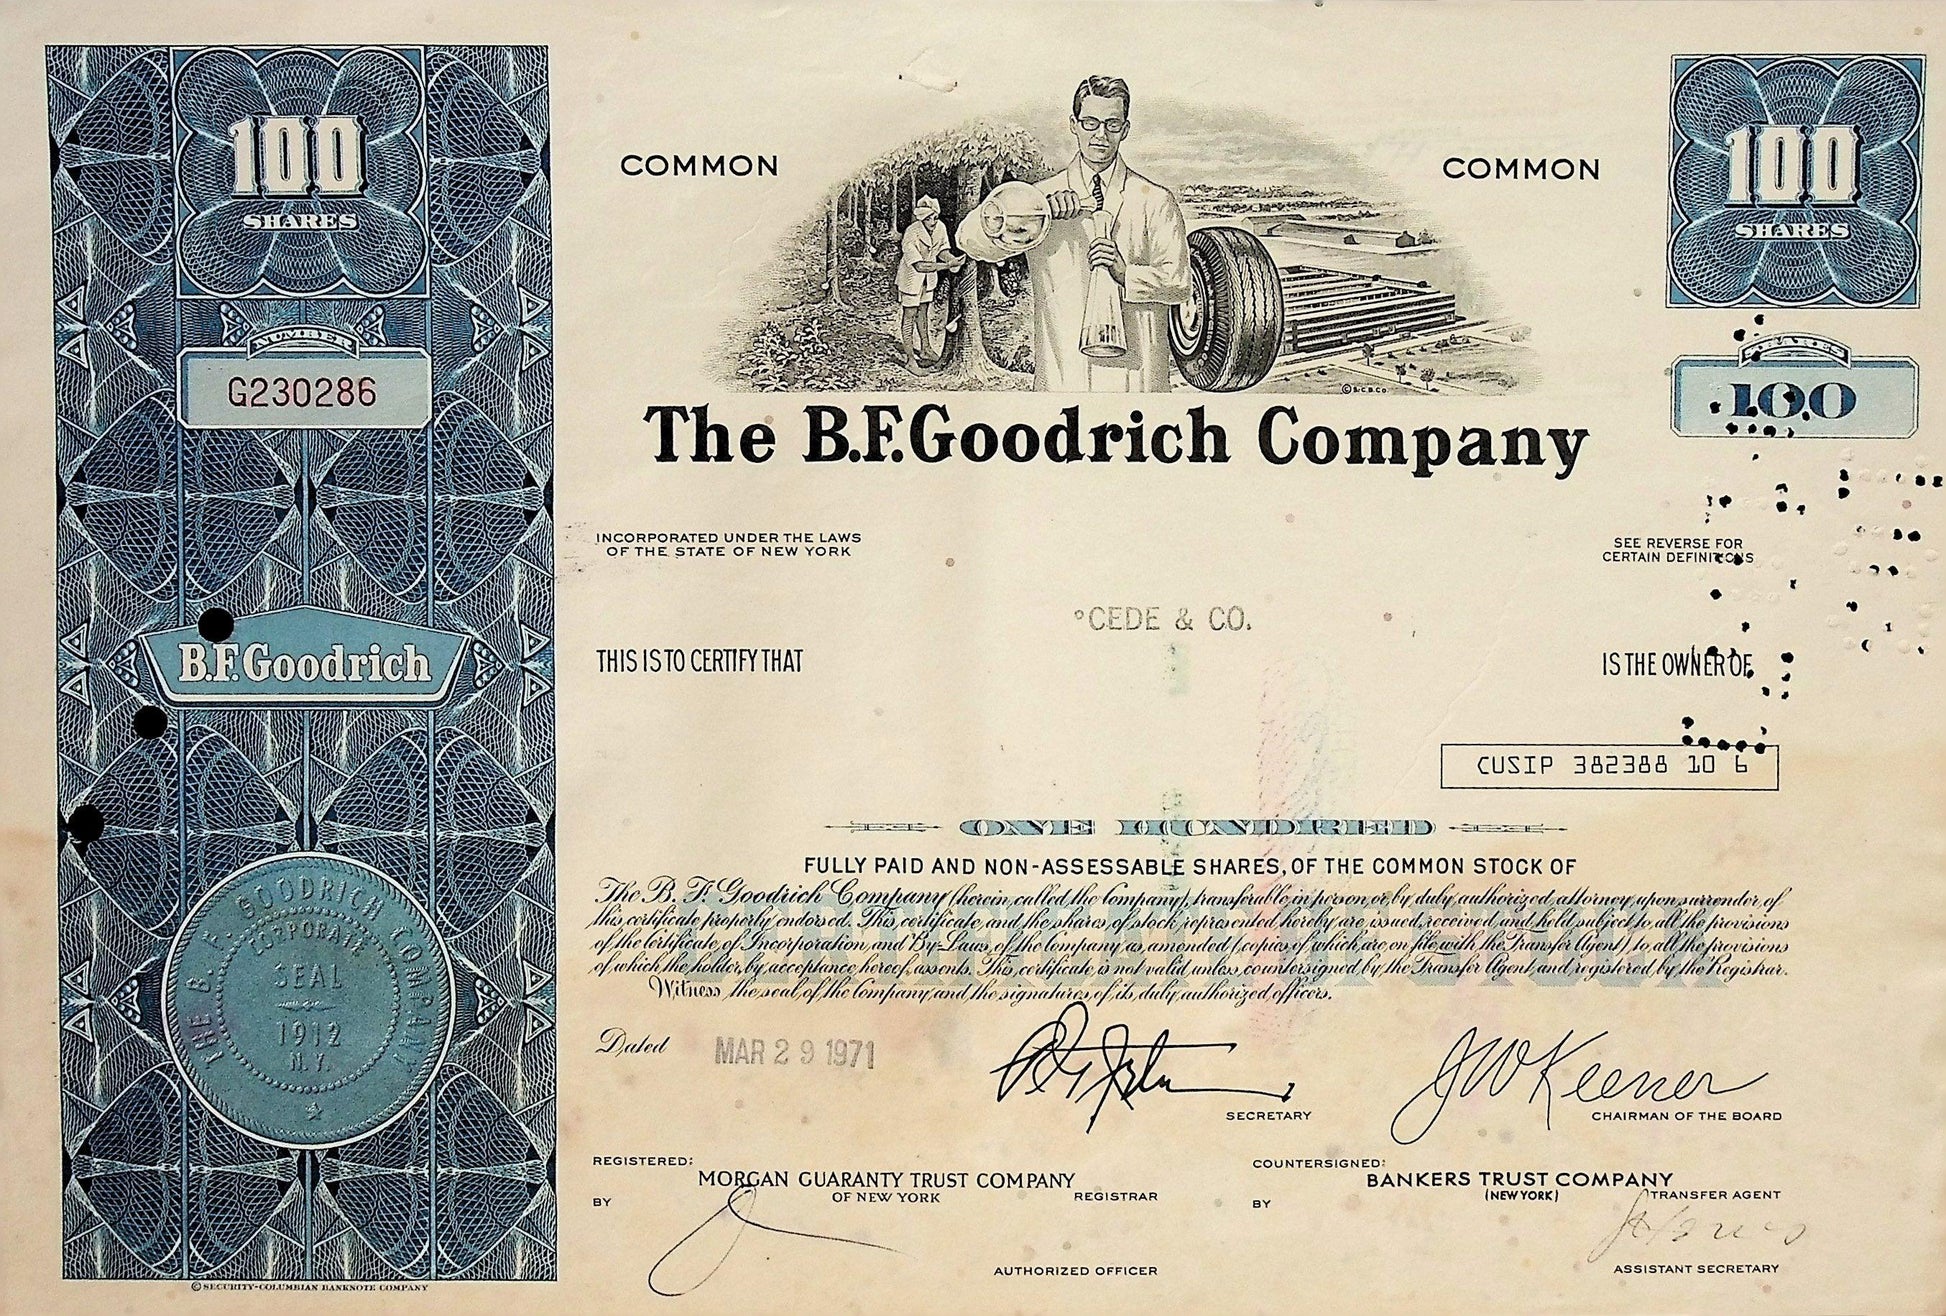 100
SHARES
COMMON
COMMON
100
SHARES
NUMBER
G230286
SHARES
100
© S.C.B.Co.
The B.F.Goodrich Company
INCORPORATED UNDER THE LAWS
OF THE STATE OF NEW YORK
SEE REVERSE FOR
CERTAIN DEFINITIONS
°CEDE & CO.
THIS IS TO CERTIFY THAT
IS THE OWNER OF
B.F.Goodrich
CUSIP 382388 10 6
ONE HUNDRED
FULLY PAID AND NON-ASSESSABLE SHARES, OF THE COMMON STOCK OF
The B. F. Goodrich Company (herein called the Company), transferable in person or by duly authorized attorney upon surrender of
this certificate properly endorsed. This certificate and the shares of stock represented hereby are issued, received and held subject to all the provisions
of the Certificate of Incorporation and By-Laws of the Company as amended (copies of which are on file with the Transfer Agent) to all the provisions
of which the holder, by acceptance hereof, assents. This certificate is not valid unless countersigned by the Transfer Agent and registered by the Registrar.
Witness the seal of the Company and the signatures of its duly authorized officers.
THE B. F. GOODRICH COMPANY
CORPORATE
SEAL
1912
N.Y.
Dated MAR 29 1971
SECRETARY
JW Keener
CHAIRMAN OF THE BOARD
REGISTERED:
MORGAN GUARANTY TRUST COMPANY
OF NEW YORK
REGISTRAR
BY
AUTHORIZED OFFICER
COUNTERSIGNED:
BANKERS TRUST COMPANY
(NEW YORK)
TRANSFER AGENT
BY
ASSISTANT SECRETARY
© SECURITY-COLUMBIAN BANKNOTE COMPANY